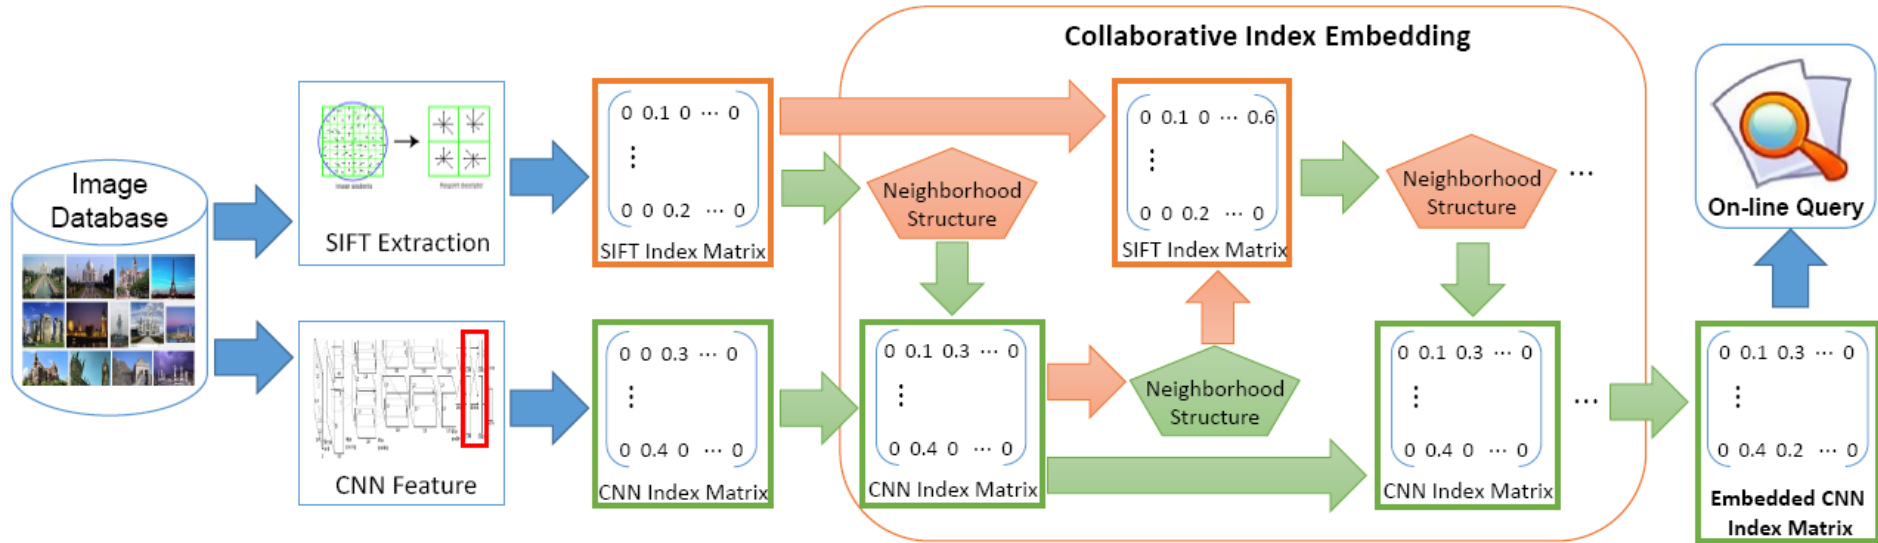 Collaborative Index Embedding
Image
Database
SIFT Extraction
0 0.1 0 ··· 0
⋮
0 0 0.2 ··· 0
SIFT Index Matrix
Neighborhood
Structure
0 0.1 0 ··· 0.6
⋮
0 0 0.2 ··· 0
SIFT Index Matrix
Neighborhood
Structure
···
On-line Query
CNN Feature
0 0 0.3 ··· 0
⋮
0 0.4 0 ··· 0
CNN Index Matrix
0 0.1 0.3 ··· 0
⋮
0 0.4 0 ··· 0
CNN Index Matrix
Neighborhood
Structure
0 0.1 0.3 ··· 0
⋮
0 0.4 0 ··· 0
CNN Index Matrix
···
0 0.1 0.3 ··· 0
⋮
0 0.4 0.2 ··· 0
Embedded CNN
Index Matrix